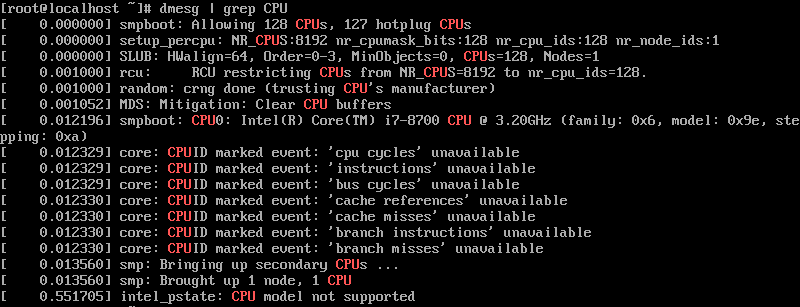 [root@localhost ~]# dmesg | grep CPU
[    0.000000] smpboot: Allowing 128 CPUs, 127 hotplug CPUs
[    0.000000] setup_percpu: NR_CPUS:8192 nr_cpumask_bits:128 nr_cpu_ids:128 nr_node_ids:1
[    0.000000] SLUB: HWalign=64, Order=0-3, MinObjects=0, CPUs=128, Nodes=1
[    0.001000] rcu:     RCU restricting CPUs from NR_CPUS=8192 to nr_cpu_ids=128.
[    0.001000] random: crng done (trusting CPU's manufacturer)
[    0.001052] MDS: Mitigation: Clear CPU buffers
[    0.012196] smpboot: CPU0: Intel(R) Core(TM) i7-8700 CPU @ 3.20GHz (family: 0x6, model: 0x9e, ste
pping: 0xa)
[    0.012329] core: CPUID marked event: 'cpu cycles' unavailable
[    0.012329] core: CPUID marked event: 'instructions' unavailable
[    0.012329] core: CPUID marked event: 'bus cycles' unavailable
[    0.012330] core: CPUID marked event: 'cache references' unavailable
[    0.012330] core: CPUID marked event: 'cache misses' unavailable
[    0.012330] core: CPUID marked event: 'branch instructions' unavailable
[    0.012330] core: CPUID marked event: 'branch misses' unavailable
[    0.013560] smp: Bringing up secondary CPUs ...
[    0.013560] smp: Brought up 1 node, 1 CPU
[    0.551705] intel_pstate: CPU model not supported